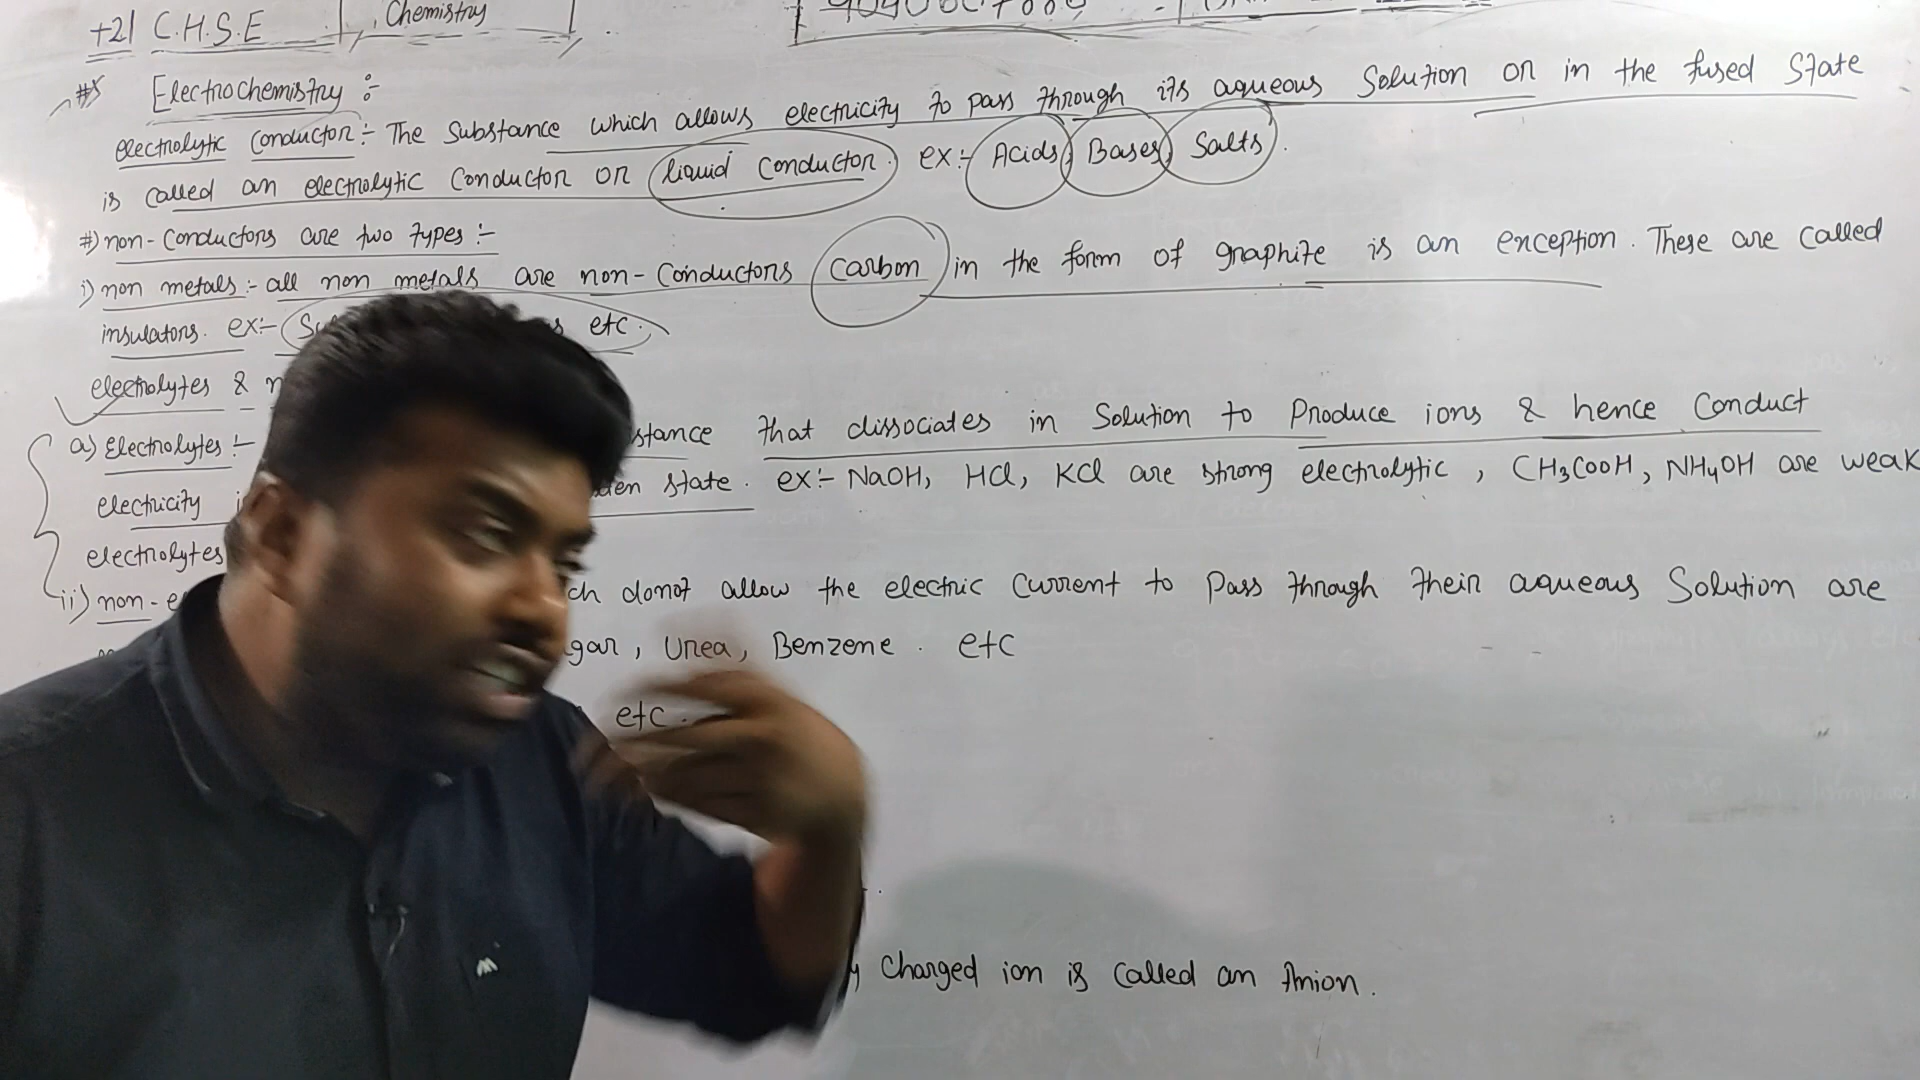 +2| C.H.S.E | Chemistry
# Electrochemistry :-
electrolytic conductor :- The substance which allows electricity to pass through its aqueous solution or in the fused state
is called an electrolytic conductor or liquid conductor. ex:- Acids, Bases, Salts.
#) non-conductors are two types :-
i) non metals :- all non metals are non-conductors carbon in the form of graphite is an exception. These are called
insulators. ex:- etc.
electrolytes &
a) Electrolytes :- that dissociates in solution to produce ions & hence conduct
electricity state. ex:- NaOH, HCl, KCl are strong electrolytic, CH3COOH, NH4OH are weak
electrolytes
ii) non- donot allow the electric current to pass through their aqueous solution are
Urea, Benzene. etc
etc.
charged ion is called an Anion.